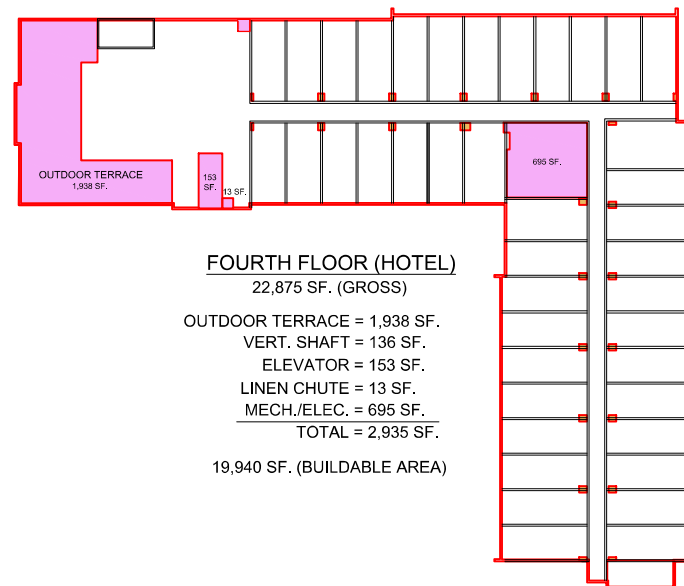 OUTDOOR TERRACE
1,938 SF.
153
SF.
13 SF.
695 SF.
FOURTH FLOOR (HOTEL)
22,875 SF. (GROSS)
OUTDOOR TERRACE = 1,938 SF.
VERT. SHAFT = 136 SF.
ELEVATOR = 153 SF.
LINEN CHUTE = 13 SF.
MECH./ELEC. = 695 SF.
TOTAL = 2,935 SF.
19,940 SF. (BUILDABLE AREA)